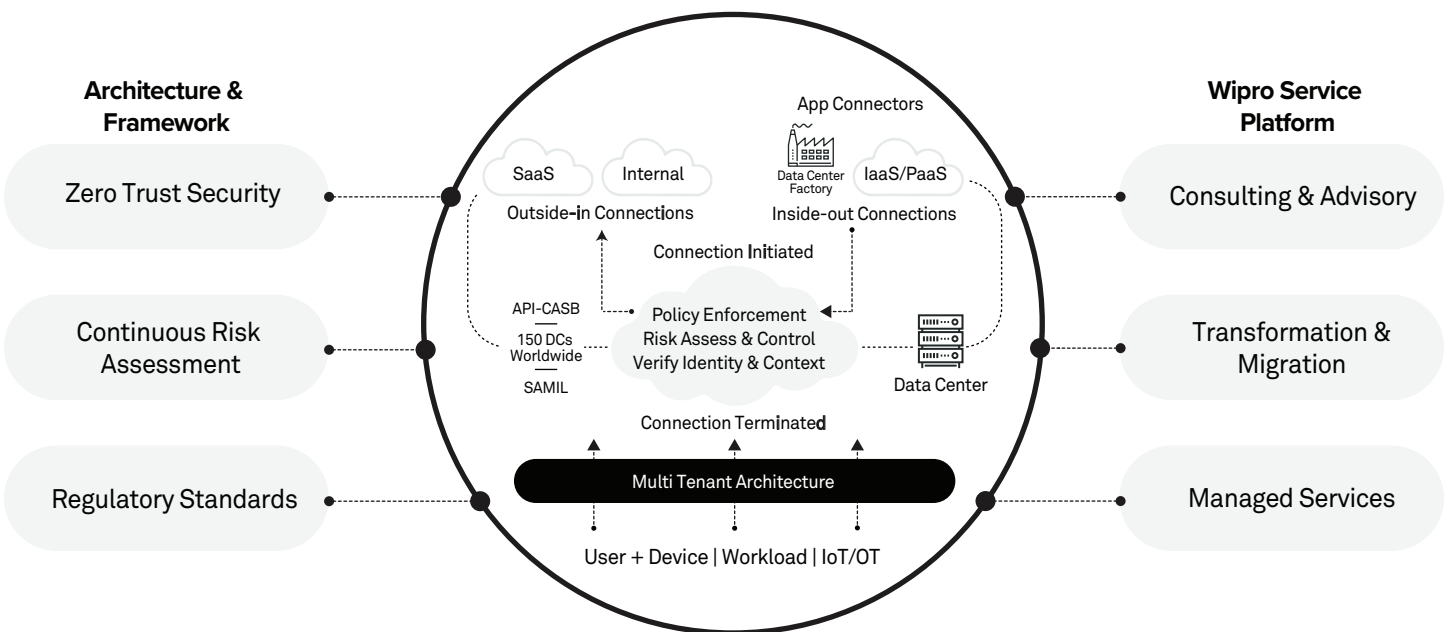 Architecture &
Framework
Zero Trust Security
Continuous Risk
Assessment
Regulatory Standards
App Connectors
SaaS
Internal
Data Center
Factory
IaaS/PaaS
Outside-in Connections
Inside-out Connections
Connection Initiated
API-CASB
150 DCs
Worldwide
SAMIL
Policy Enforcement
Risk Assess & Control
Verify Identity & Context
Data Center
Connection Terminated
Multi Tenant Architecture
User + Device | Workload | IoT/OT
Wipro Service
Platform
Consulting & Advisory
Transformation &
Migration
Managed Services